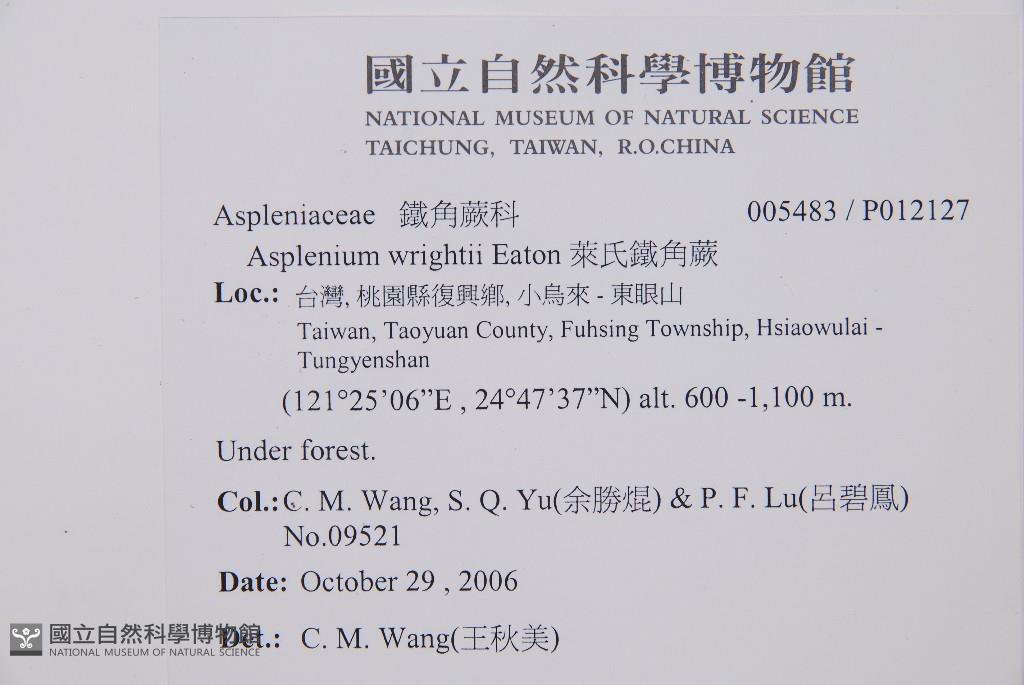 國立自然科學博物館
NATIONAL MUSEUM OF NATURAL SCIENCE
TAICHUNG, TAIWAN, R.O.CHINA
Aspleniaceae 鐵角蕨科 005483 / P012127
Asplenium wrightii Eaton 萊氏鐵角蕨
Loc.: 台灣, 桃園縣復興鄉, 小烏來 - 東眼山
Taiwan, Taoyuan County, Fuhsing Township, Hsiaowulai -
Tungyenshan
(121°25’06”E , 24°47’37”N) alt. 600 -1,100 m.
Under forest.
Col.: C. M. Wang, S. Q. Yu(余勝焜) & P. F. Lu(呂碧鳳)
No.09521
Date: October 29 , 2006
Det.: C. M. Wang(王秋美)
國立自然科學博物館
NATIONAL MUSEUM OF NATURAL SCIENCE